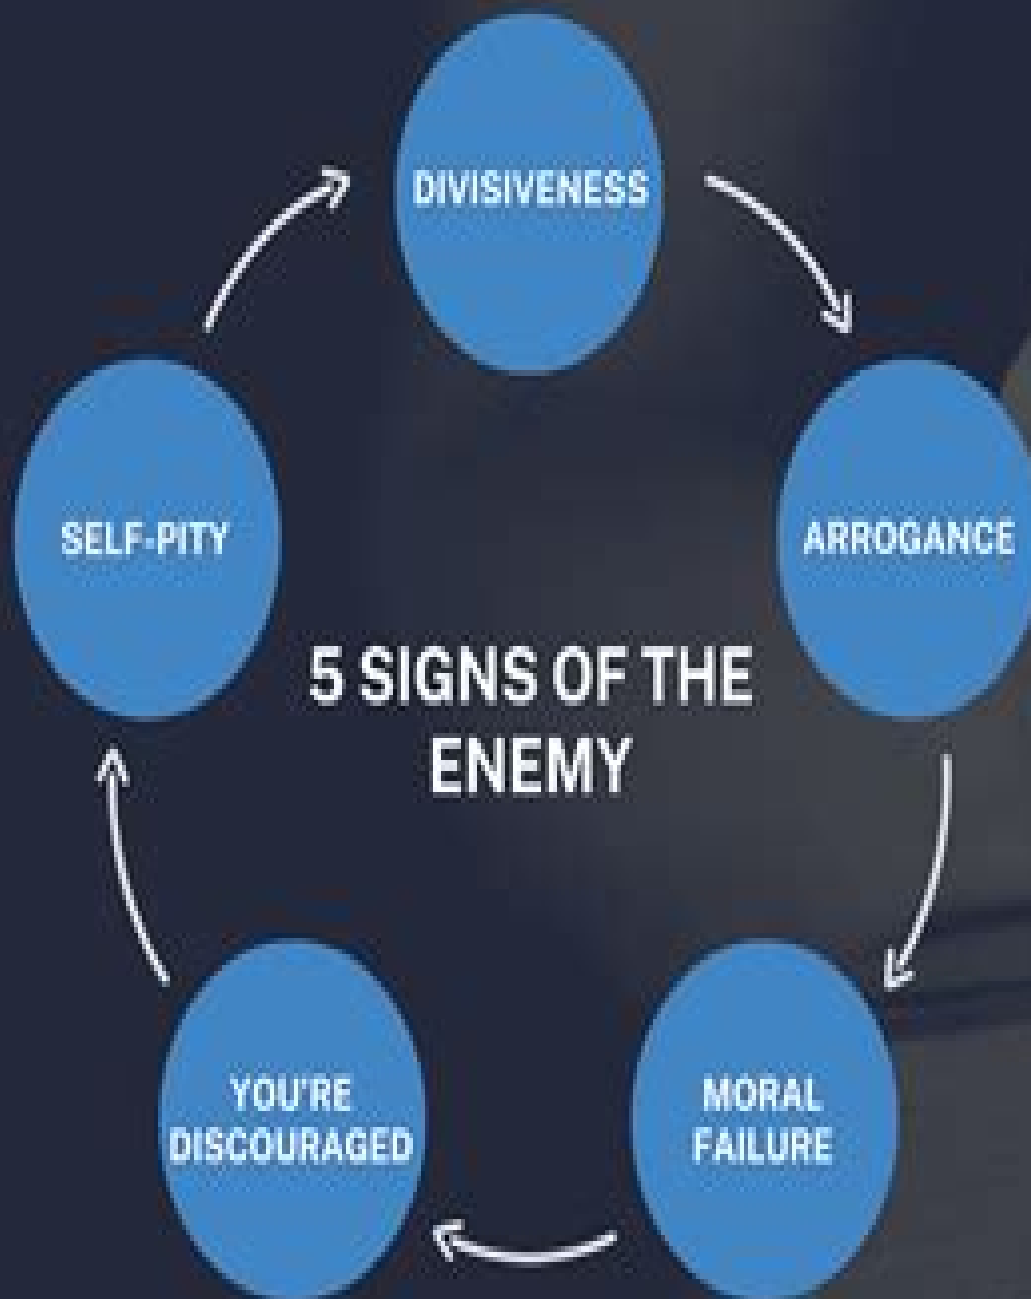 DIVISIVENESS
ARROGANCE
MORAL
FAILURE
YOU'RE
DISCOURAGED
SELF-PITY
5 SIGNS OF THE
ENEMY